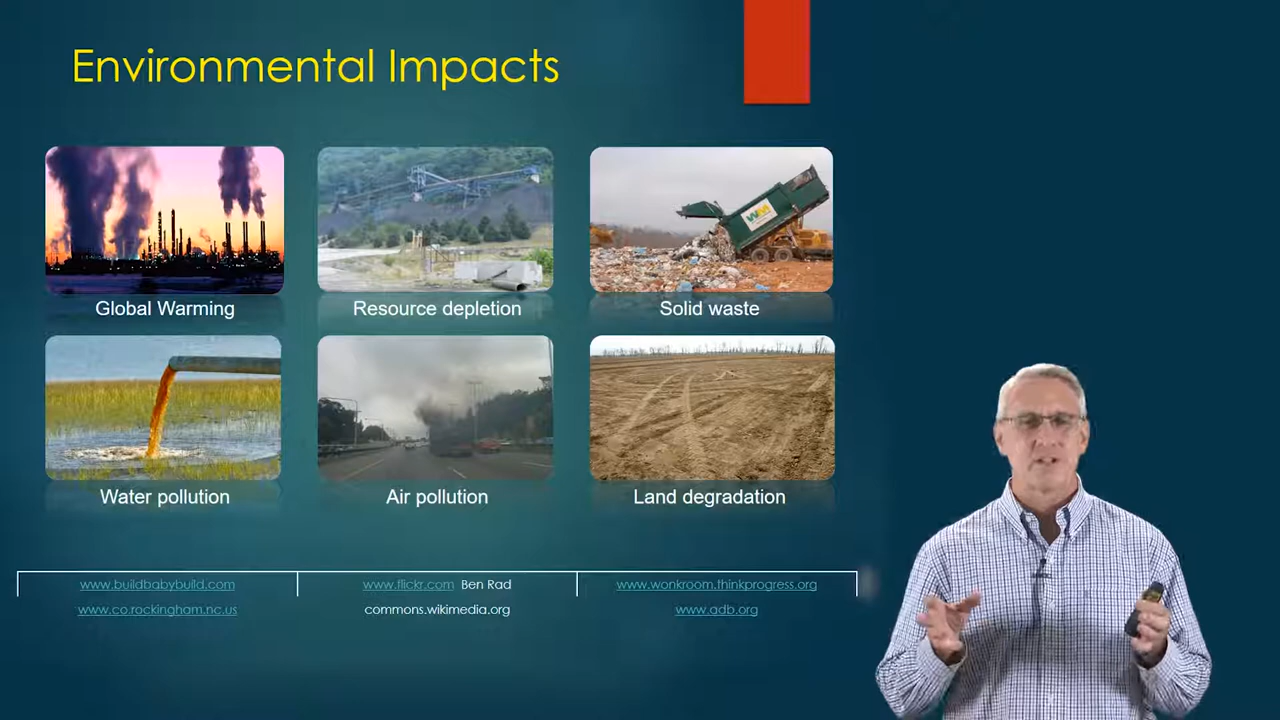 Environmental Impacts
WM
Global Warming
Resource depletion
Solid waste
Water pollution
Air pollution
Land degradation
www.buildbabybuild.com
www.flickr.com Ben Rad
www.wonkroom.thinkprogress.org
www.co.rockingham.nc.us
commons.wikimedia.org
www.adb.org